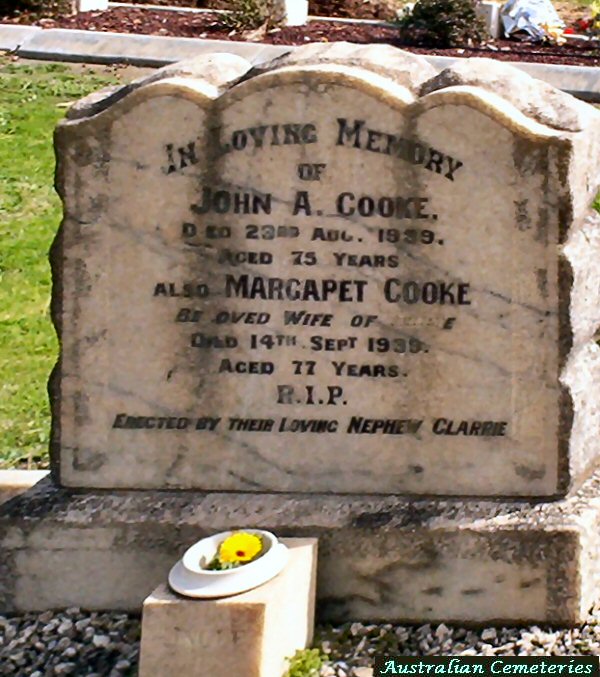 In Loving Memory
OF
John A. Cooke.
Died 23RD Aug. 1939.
Aged 75 Years
also Margaret Cooke
Beloved Wife of
Died 14TH Sept 1939.
Aged 77 Years.
R.I.P.
Erected by their Loving Nephew Clarrie
Australian Cemeteries